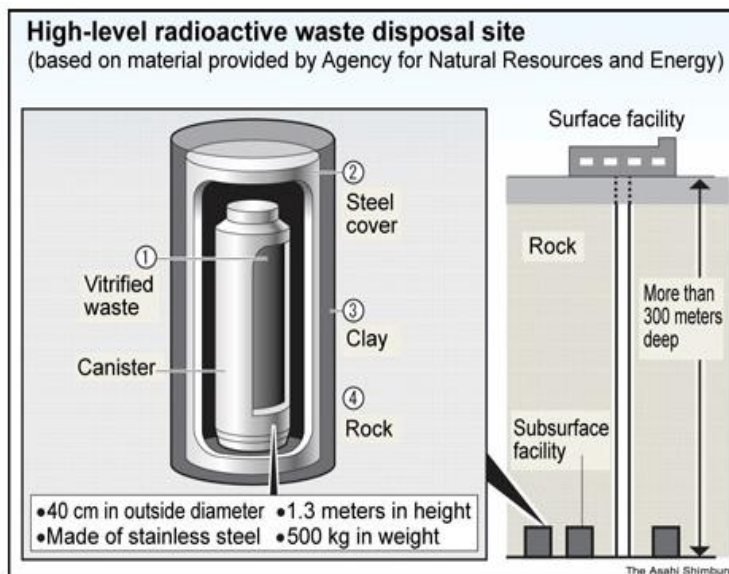 High-level radioactive waste disposal site
(based on material provided by Agency for Natural Resources and Energy)
①
Vitrified
waste
Canister
②
Steel
cover
③
Clay
④
Rock
•40 cm in outside diameter •1.3 meters in height
•Made of stainless steel •500 kg in weight
Surface facility
Rock
More than
300 meters
deep
Subsurface
facility
The Asahi Shimbun